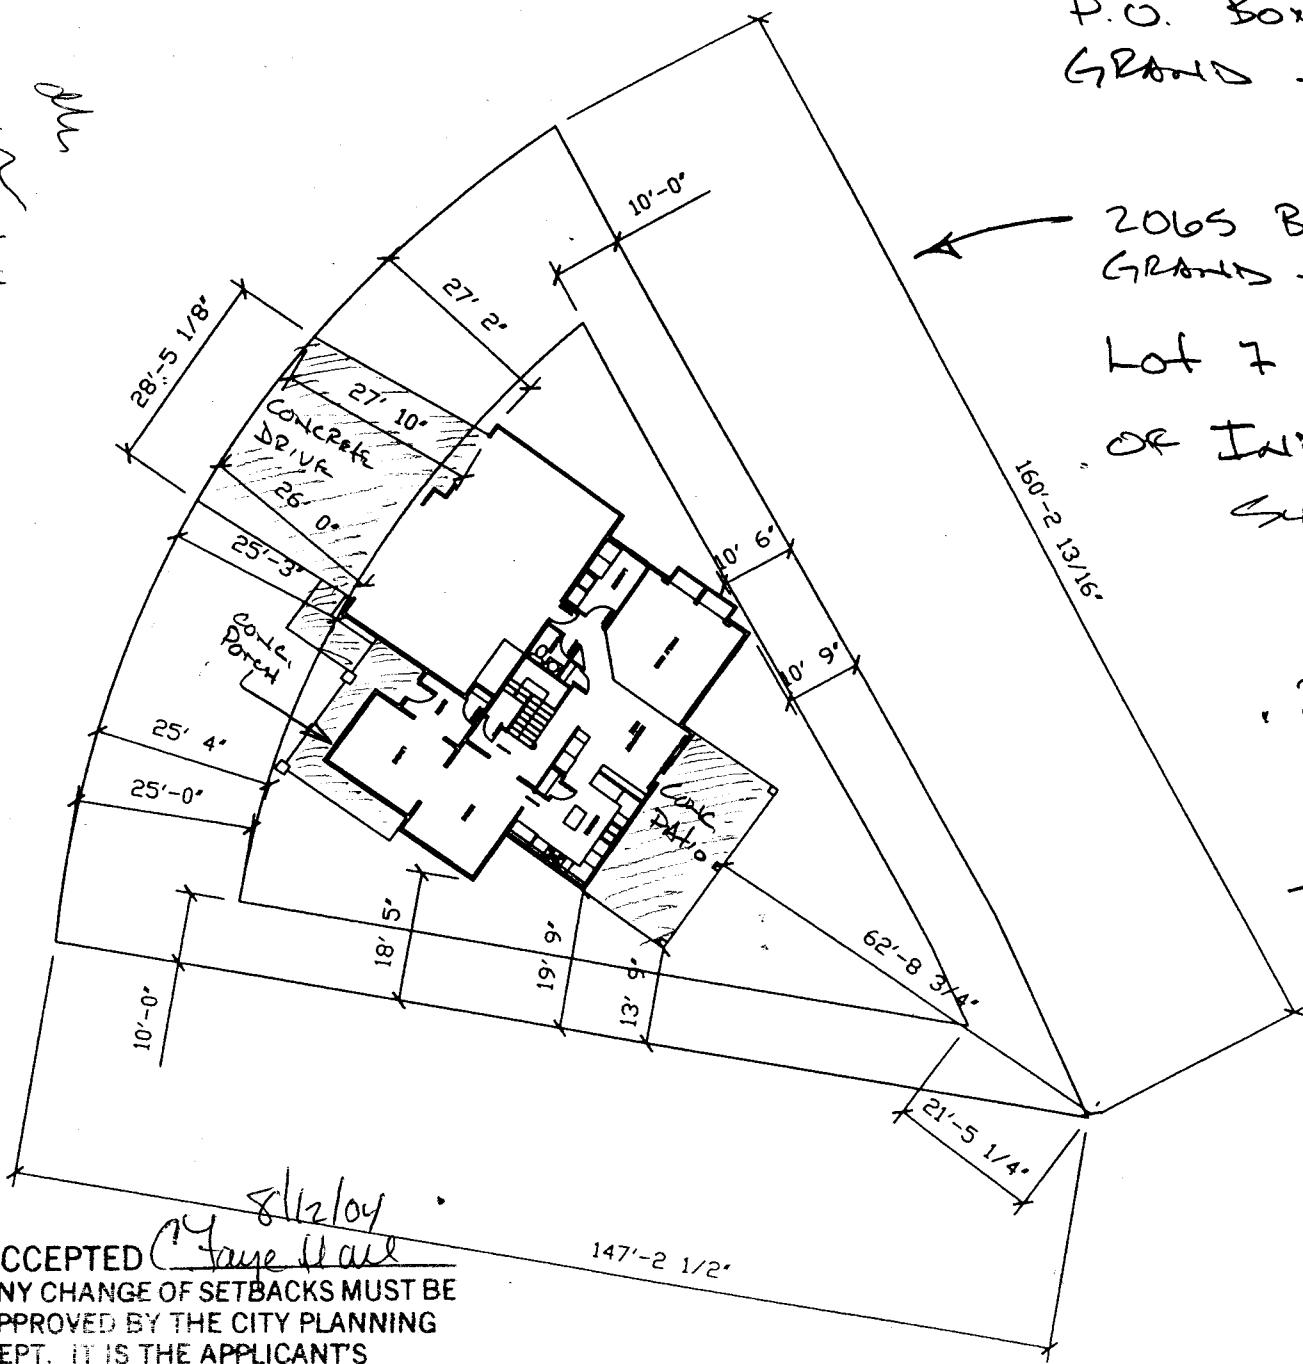 P.O. Box
GRAND
2065 B
GRAND
Lot 7
OF
10'-0"
27' 2"
28'-5 1/8"
27' 10"
CONCRETE
DRIVE
26' 0"
25'-3"
CONC.
PORCH
25' 4"
25'-0"
160'-2 13/16"
10' 6"
10' 9"
CONC
PATIO
18' 5"
19' 9"
13' 9"
10'-0"
62'-8 3/4"
21'-5 1/4"
147'-2 1/2"
8/12/04
CCEPTED
NY CHANGE OF SETBACKS MUST BE
PPROVED BY THE CITY PLANNING
EPT. IT IS THE APPLICANT'S